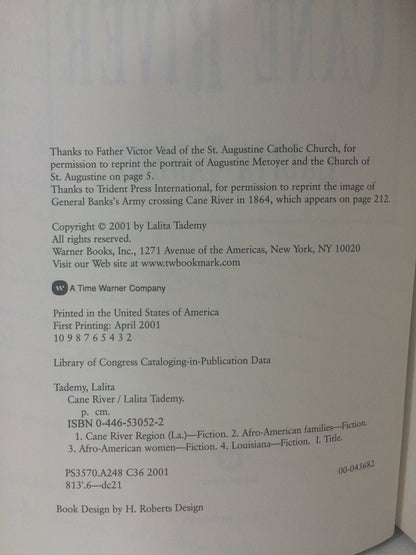 CANE RIVER
Thanks to Father Victor Vead of the St. Augustine Catholic Church, for
permission to reprint the portrait of Augustine Metoyer and the Church of
St. Augustine on page 5.
Thanks to Trident Press International, for permission to reprint the image of
General Banks's Army crossing Cane River in 1864, which appears on page 212.
Copyright © 2001 by Lalita Tademy
All rights reserved.
Warner Books, Inc., 1271 Avenue of the Americas, New York, NY 10020
Visit our Web site at www.twbookmark.com
W A Time Warner Company
Printed in the United States of America
First Printing: April 2001
10 9 8 7 6 5 4 3 2
Library of Congress Cataloging-in-Publication Data
Tademy, Lalita
Cane River / Lalita Tademy.
p. cm.
ISBN 0-446-53052-2
1. Cane River Region (La.)—Fiction. 2. Afro-American families—Fiction.
3. Afro-American women—Fiction. 4. Louisiana—Fiction. I. Title.
PS3570.A248 C36 2001
813'.6—dc21
00-043682
Book Design by H. Roberts Design